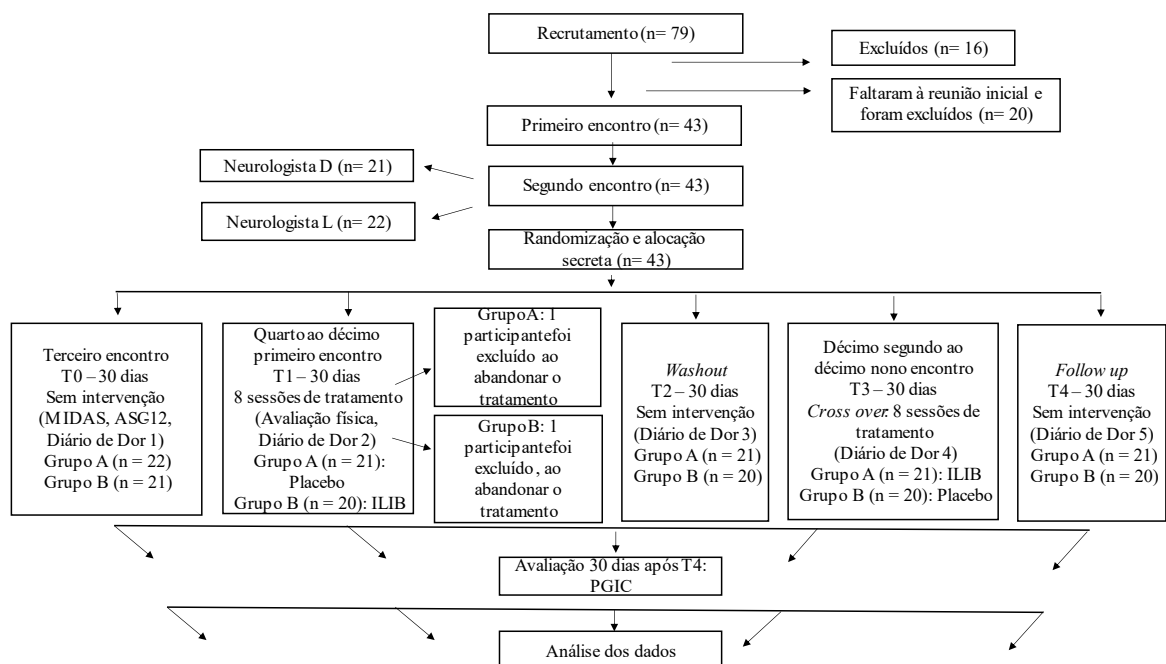 Recrutamento (n= 79)
Excluídos (n= 16)
Faltaram à reunião inicial e
foram excluídos (n= 20)
Primeiro encontro (n= 43)
Neurologista D (n= 21)
Segundo encontro (n= 43)
Neurologista L (n= 22)
Randomização e alocação
secreta (n= 43)
Terceiro encontro
T0 – 30 dias
Sem intervenção
(MIDAS, ASG12,
Diário de Dor 1)
Grupo A (n = 22)
Grupo B (n = 21)
Quarto ao décimo
primeiro encontro
T1 – 30 dias
8 sessões de tratamento
(Avaliação física,
Diário de Dor 2)
Grupo A (n = 21):
Placebo
Grupo B (n = 20): ILIB
Grupo A: 1
participante foi
excluído ao
abandonar o
tratamento
Grupo B: 1
participante foi
excluído, ao
abandonar o
tratamento
Washout
T2 – 30 dias
Sem intervenção
(Diário de Dor 3)
Grupo A (n = 21)
Grupo B (n = 20)
Décimo segundo ao
décimo nono encontro
T3 – 30 dias
Cross over: 8 sessões de
tratamento
(Diário de Dor 4)
Grupo A (n = 21): ILIB
Grupo B (n = 20): Placebo
Follow up
T4 – 30 dias
Sem intervenção
(Diário de Dor 5)
Grupo A (n = 21)
Grupo B (n = 20)
Avaliação 30 dias após T4:
PGIC
Análise dos dados